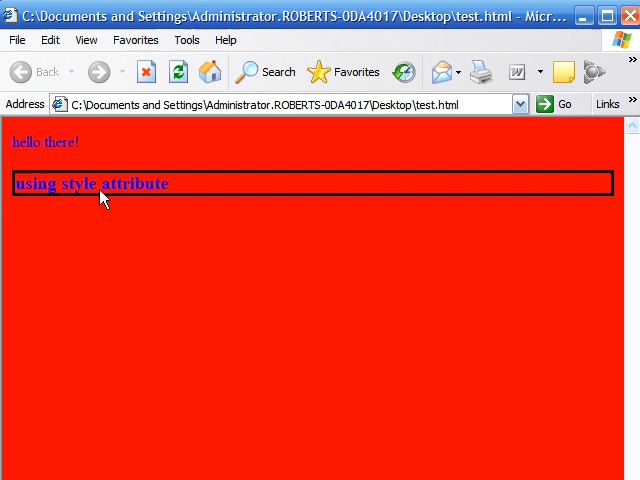 C:\Documents and Settings\Administrator.ROBERTS-0DA4017\Desktop\test.html - Micr...
File Edit View Favorites Tools Help
Back Search Favorites W
Address C:\Documents and Settings\Administrator.ROBERTS-0DA4017\Desktop\test.html Go Links »
hello there!
using style attribute